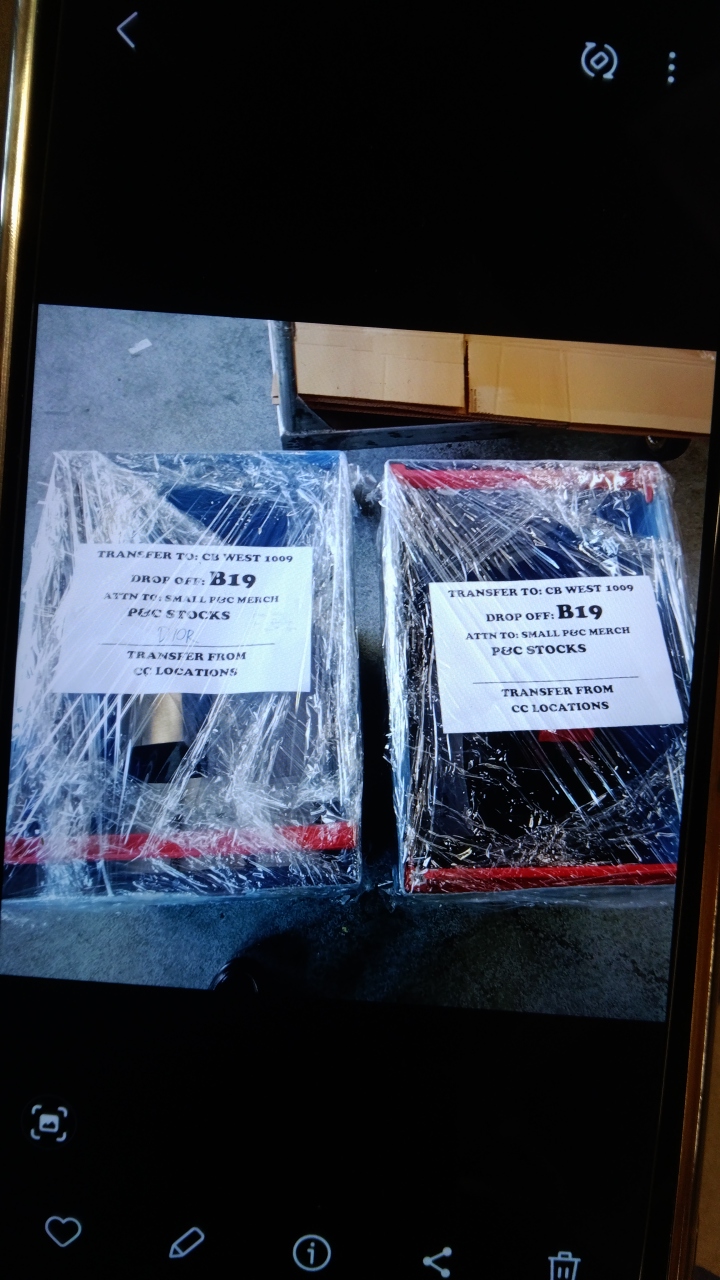 TRANSFER TO: CB WEST 1009
DROP OFF: B19
ATTN TO: SMALL P&C MERCH
P&C STOCKS
DIOR
TRANSFER FROM
CC LOCATIONS
TRANSFER TO: CB WEST 1009
DROP OFF: B19
ATTN TO: SMALL P&C MERCH
P&C STOCKS
TRANSFER FROM
CC LOCATIONS